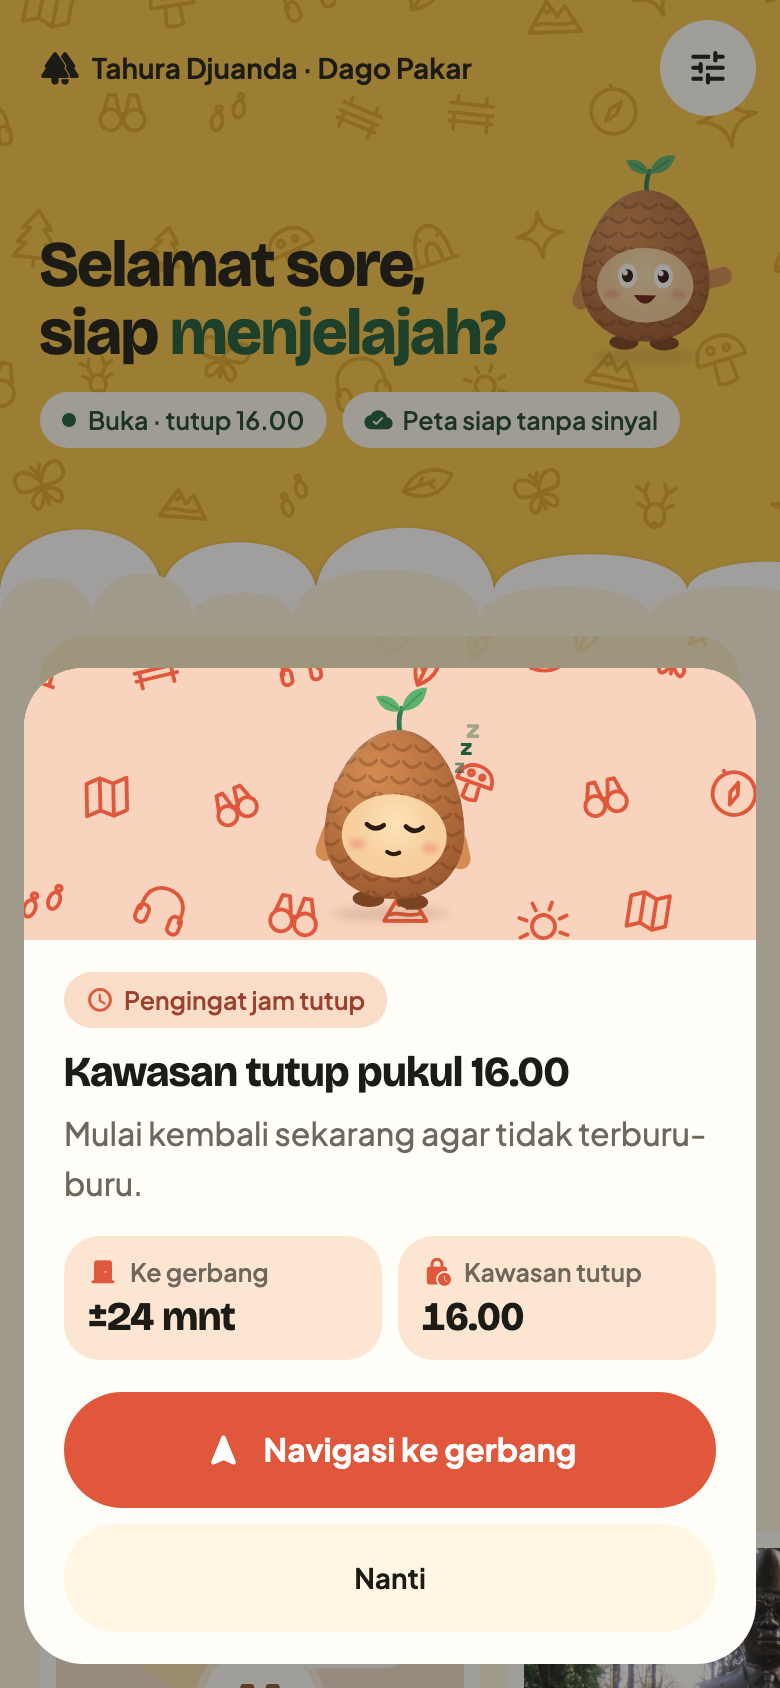 Tahura Djuanda · Dago Pakar
Selamat sore,
siap menjelajah?
Buka · tutup 16.00
Peta siap tanpa sinyal
z
z
z
Pengingat jam tutup
Kawasan tutup pukul 16.00
Mulai kembali sekarang agar tidak terburu-
buru.
Ke gerbang
±24 mnt
Kawasan tutup
16.00
Navigasi ke gerbang
Nanti